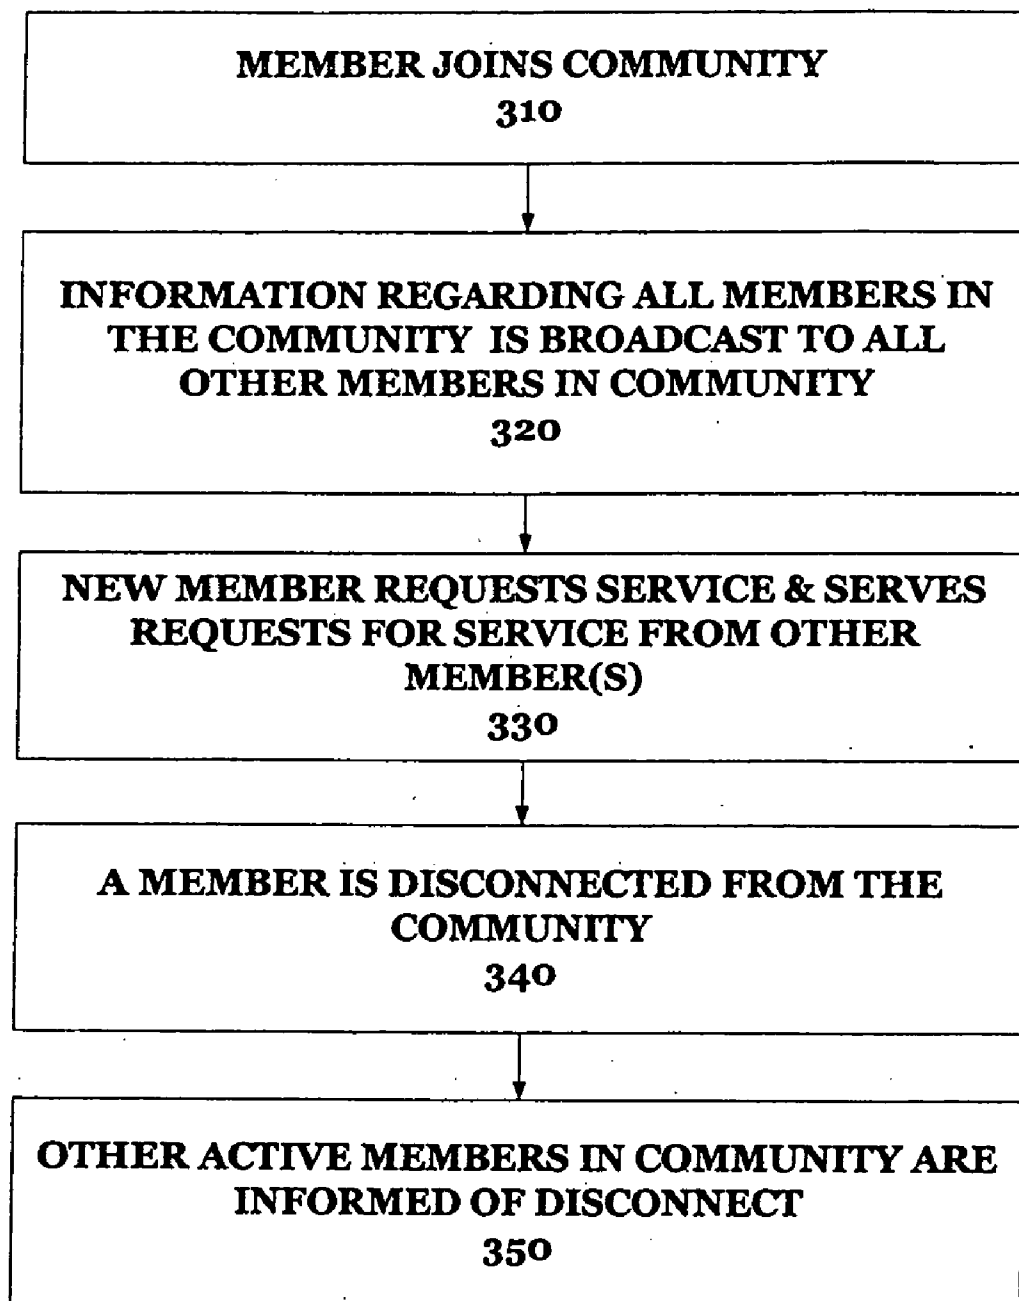 MEMBER JOINS COMMUNITY
310
INFORMATION REGARDING ALL MEMBERS IN
THE COMMUNITY IS BROADCAST TO ALL
OTHER MEMBERS IN COMMUNITY
320
NEW MEMBER REQUESTS SERVICE & SERVES
REQUESTS FOR SERVICE FROM OTHER
MEMBER(S)
330
A MEMBER IS DISCONNECTED FROM THE
COMMUNITY
340
OTHER ACTIVE MEMBERS IN COMMUNITY ARE
INFORMED OF DISCONNECT
350